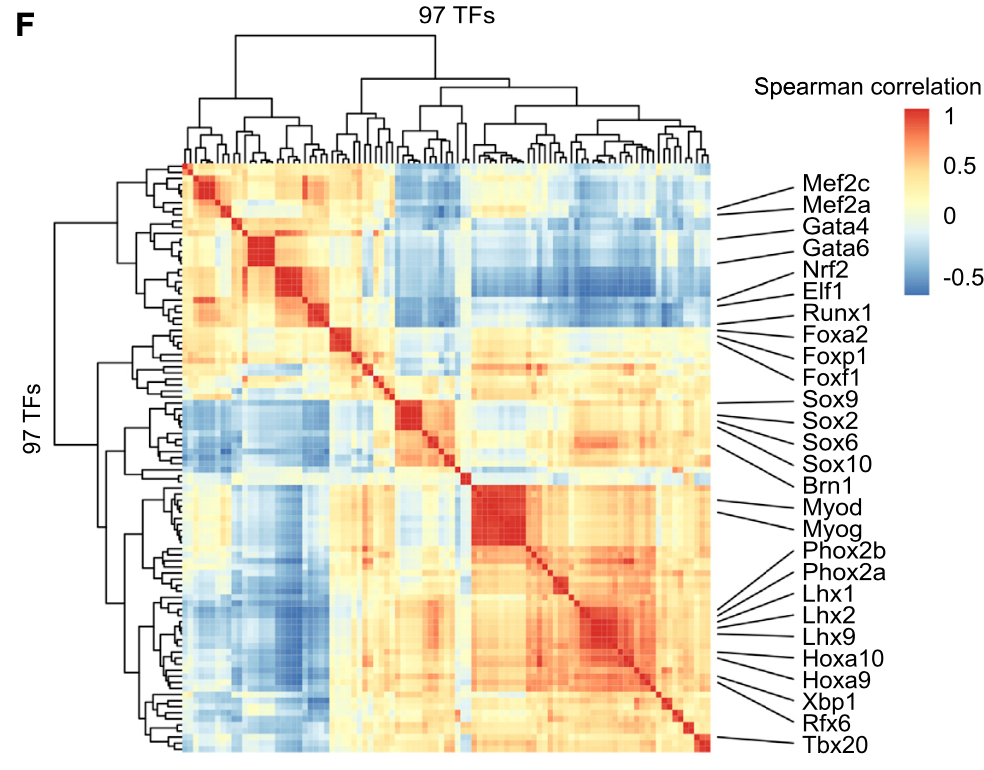 F
97 TFs
Spearman correlation
1
0.5
0
-0.5
97 TFs
Mef2c
Mef2a
Gata4
Gata6
Nrf2
Elf1
Runx1
Foxa2
Foxp1
Foxf1
Sox9
Sox2
Sox6
Sox10
Brn1
Myod
Myog
Phox2b
Phox2a
Lhx1
Lhx2
Lhx9
Hoxa10
Hoxa9
Xbp1
Rfx6
Tbx20